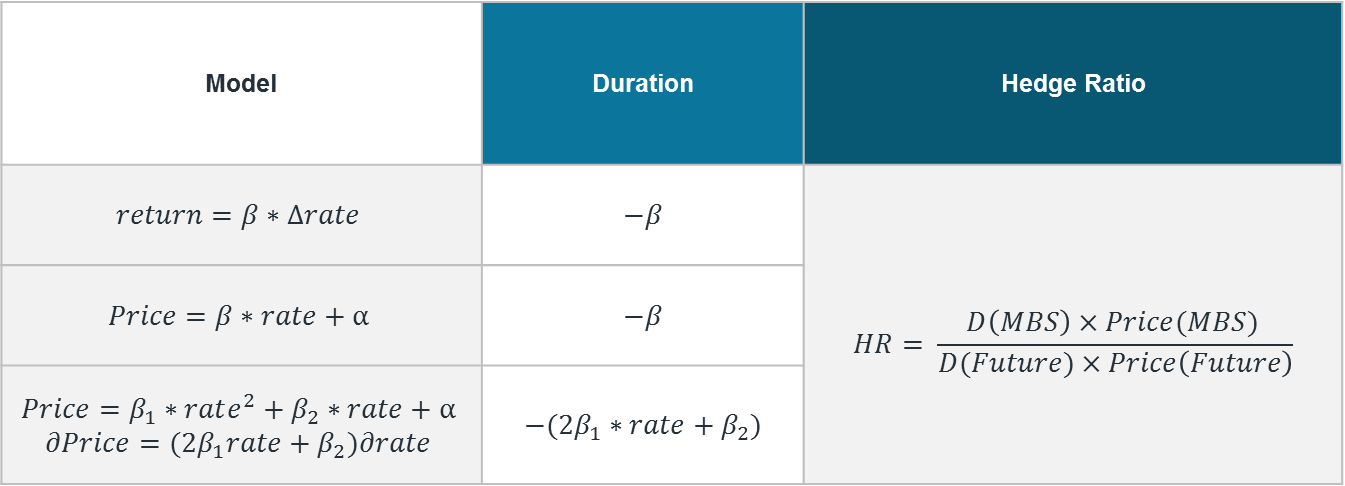 Model
Duration
Hedge Ratio
return = β * Δrate
−β
Price = β * rate + α
−β
HR = D(MBS) × Price(MBS) / D(Future) × Price(Future)
Price = β₁ * rate² + β₂ * rate + α
∂Price = (2β₁rate + β₂)∂rate
−(2β₁ * rate + β₂)